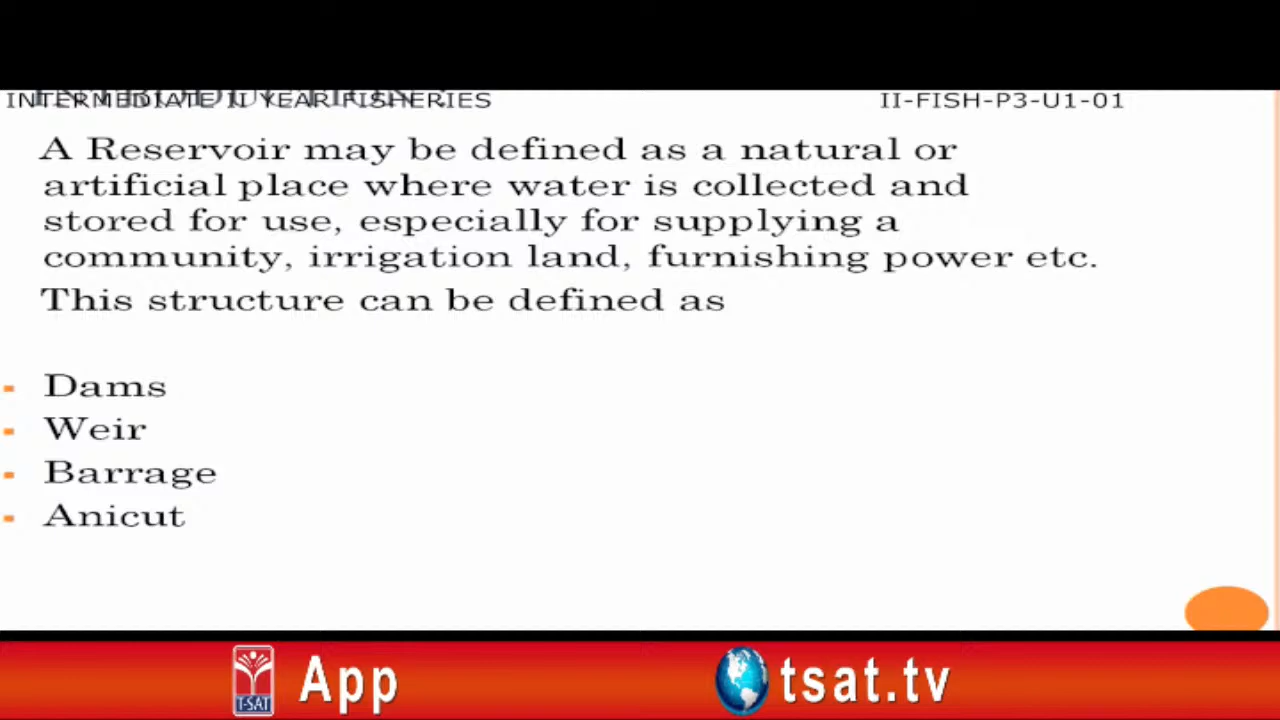 INTERMEDIATE II YEAR FISHERIES II-FISH-P3-U1-01
A Reservoir may be defined as a natural or
artificial place where water is collected and
stored for use, especially for supplying a
community, irrigation land, furnishing power etc.
This structure can be defined as
- Dams
- Weir
- Barrage
- Anicut
T-SAT App tsat.tv